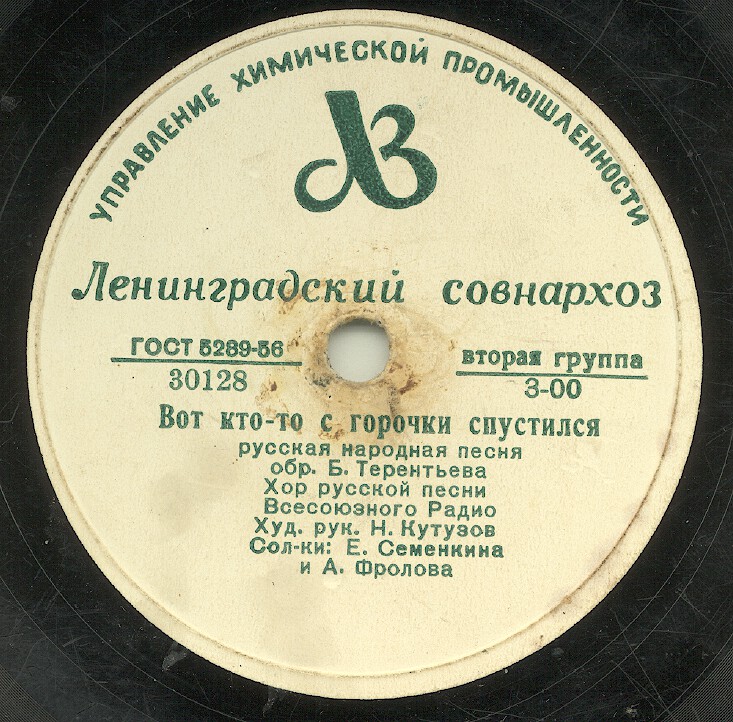 УПРАВЛЕНИЕ ХИМИЧЕСКОЙ ПРОМЫШЛЕННОСТИ
ЛЗ
Ленинградский совнархоз
ГОСТ 5289-56
30128
вторая группа
3-00
Вот кто-то с горочки спустился
русская народная песня
обр. Б. Терентьева
Хор русской песни
Всесоюзного Радио
Худ. рук. Н. Кутузов
Сол-ки: Е. Семенкина
и А. Фролова